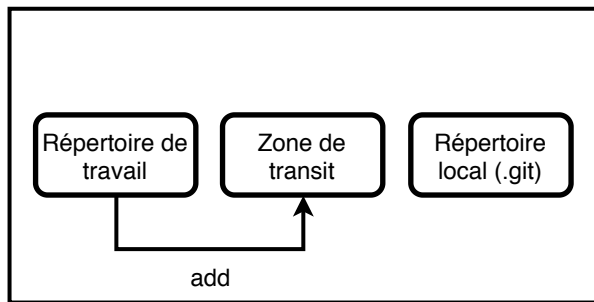 Répertoire de
travail
Zone de
transit
Répertoire
local (.git)
add